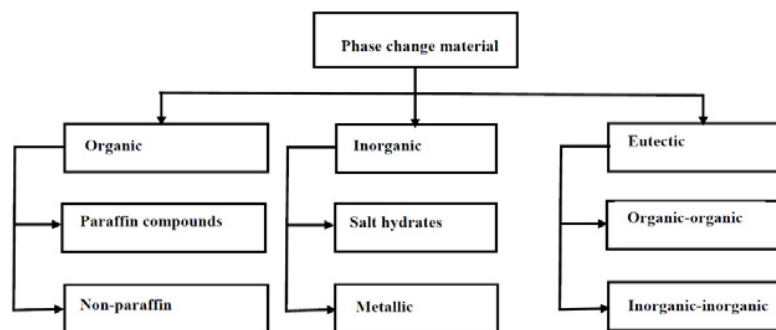 Phase change material
Organic
Inorganic
Eutectic
Paraffin compounds
Salt hydrates
Organic-organic
Non-paraffin
Metallic
Inorganic-inorganic